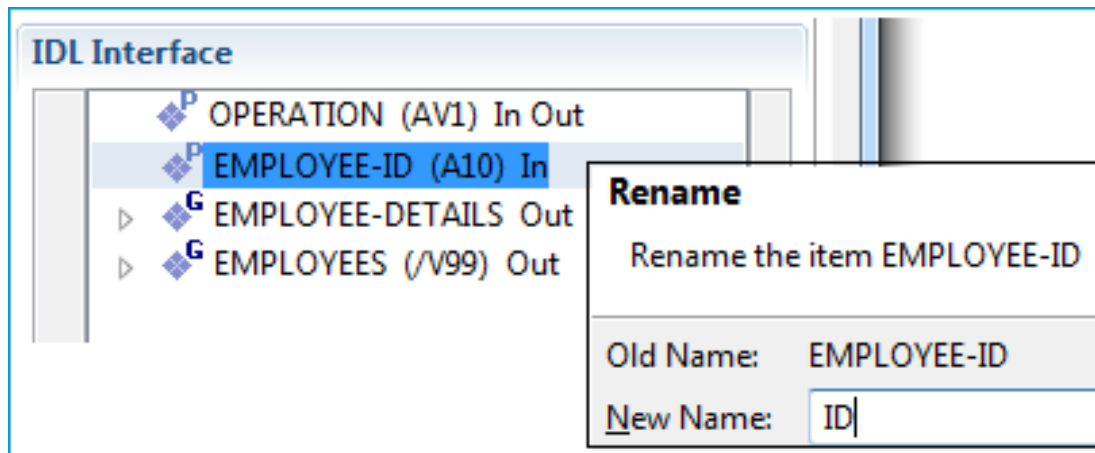 IDL Interface
P OPERATION (AV1) In Out
P EMPLOYEE-ID (A10) In
G EMPLOYEE-DETAILS Out
G EMPLOYEES (/V99) Out
Rename
Rename the item EMPLOYEE-ID
Old Name: EMPLOYEE-ID
New Name: ID